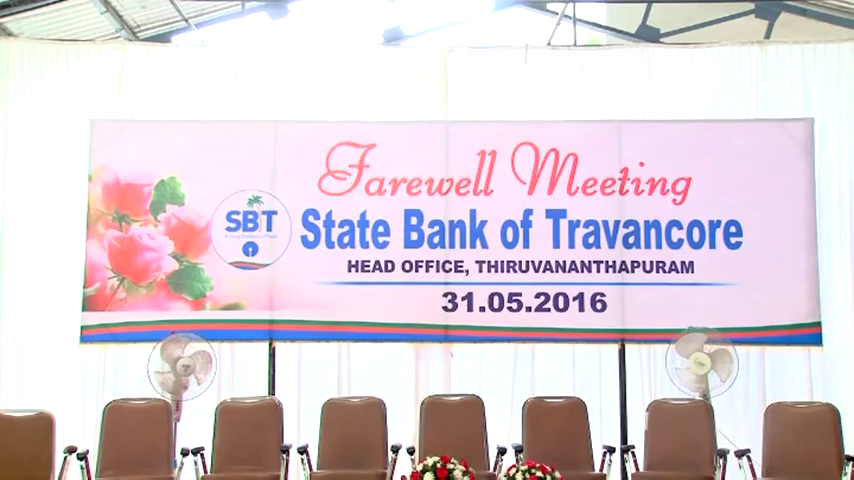 Farewell Meeting
SBT
State Bank of Travancore
HEAD OFFICE, THIRUVANANTHAPURAM
31.05.2016